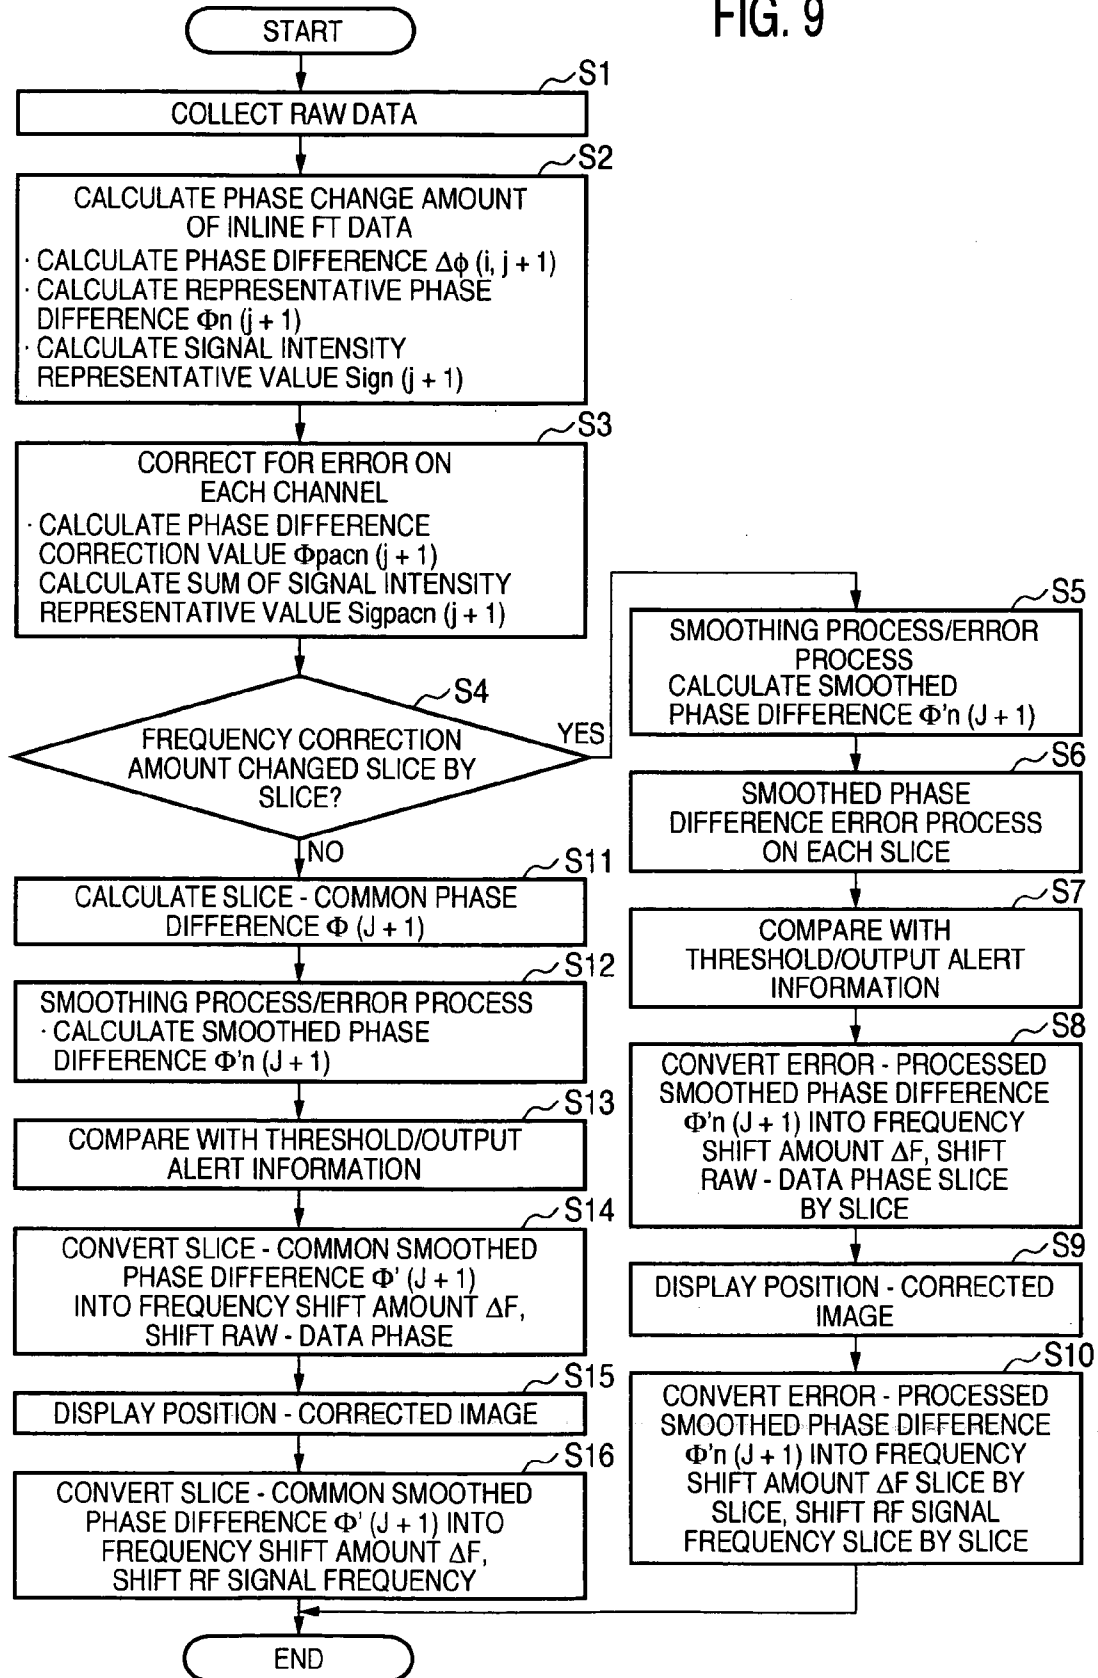 FIG. 9
START
S1
COLLECT RAW DATA
S2
CALCULATE PHASE CHANGE AMOUNT
OF INLINE FT DATA
· CALCULATE PHASE DIFFERENCE Δϕ (i, j + 1)
· CALCULATE REPRESENTATIVE PHASE
DIFFERENCE Φn (j + 1)
· CALCULATE SIGNAL INTENSITY
REPRESENTATIVE VALUE Sign (j + 1)
S3
CORRECT FOR ERROR ON
EACH CHANNEL
· CALCULATE PHASE DIFFERENCE
CORRECTION VALUE Φpacn (j + 1)
CALCULATE SUM OF SIGNAL INTENSITY
REPRESENTATIVE VALUE Sigpacn (j + 1)
S4
FREQUENCY CORRECTION
AMOUNT CHANGED SLICE BY
SLICE?
YES
NO
S11
CALCULATE SLICE - COMMON PHASE
DIFFERENCE Φ (J + 1)
S12
SMOOTHING PROCESS/ERROR PROCESS
· CALCULATE SMOOTHED PHASE
DIFFERENCE Φ'n (J + 1)
S13
COMPARE WITH THRESHOLD/OUTPUT
ALERT INFORMATION
S14
CONVERT SLICE - COMMON SMOOTHED
PHASE DIFFERENCE Φ' (J + 1)
INTO FREQUENCY SHIFT AMOUNT ΔF,
SHIFT RAW - DATA PHASE
S15
DISPLAY POSITION - CORRECTED IMAGE
S16
CONVERT SLICE - COMMON SMOOTHED
PHASE DIFFERENCE Φ' (J + 1) INTO
FREQUENCY SHIFT AMOUNT ΔF,
SHIFT RF SIGNAL FREQUENCY
S5
SMOOTHING PROCESS/ERROR
PROCESS
CALCULATE SMOOTHED
PHASE DIFFERENCE Φ'n (J + 1)
S6
SMOOTHED PHASE
DIFFERENCE ERROR PROCESS
ON EACH SLICE
S7
COMPARE WITH
THRESHOLD/OUTPUT ALERT
INFORMATION
S8
CONVERT ERROR - PROCESSED
SMOOTHED PHASE DIFFERENCE
Φ'n (J + 1) INTO FREQUENCY
SHIFT AMOUNT ΔF, SHIFT
RAW - DATA PHASE SLICE
BY SLICE
S9
DISPLAY POSITION - CORRECTED
IMAGE
S10
CONVERT ERROR - PROCESSED
SMOOTHED PHASE DIFFERENCE
Φ'n (J + 1) INTO FREQUENCY
SHIFT AMOUNT ΔF SLICE BY
SLICE, SHIFT RF SIGNAL
FREQUENCY SLICE BY SLICE
END